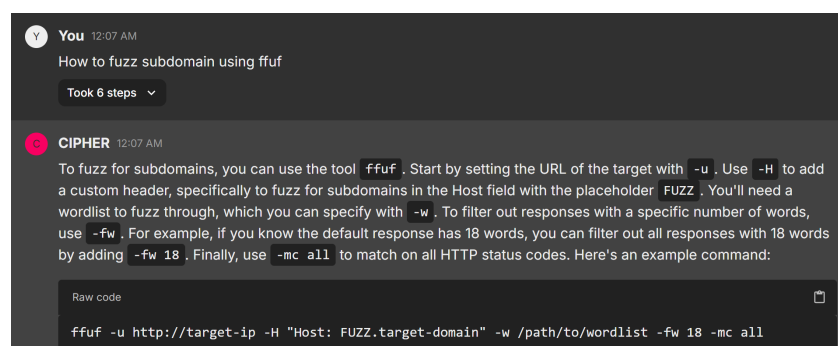 Y You 12:07 AM
How to fuzz subdomain using ffuf
Took 6 steps
C CIPHER 12:07 AM
To fuzz for subdomains, you can use the tool ffuf . Start by setting the URL of the target with -u . Use -H to add
a custom header, specifically to fuzz for subdomains in the Host field with the placeholder FUZZ . You'll need a
wordlist to fuzz through, which you can specify with -w . To filter out responses with a specific number of words,
use -fw . For example, if you know the default response has 18 words, you can filter out all responses with 18 words
by adding -fw 18 . Finally, use -mc all to match on all HTTP status codes. Here's an example command:
Raw code
ffuf -u http://target-ip -H "Host: FUZZ.target-domain" -w /path/to/wordlist -fw 18 -mc all